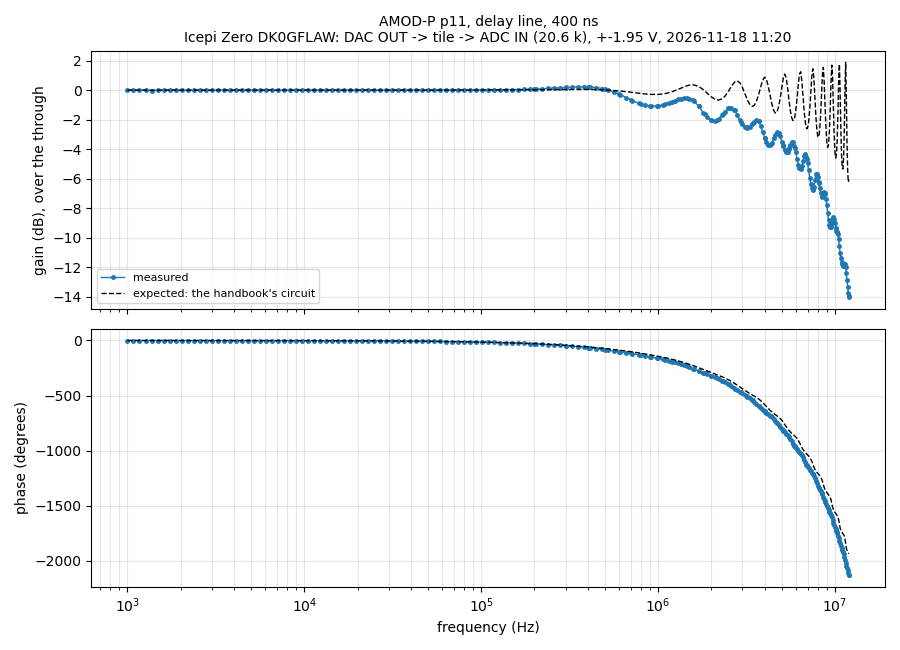 AMOD-P p11, delay line, 400 ns
Icepi Zero DK0GFLAW: DAC OUT -> tile -> ADC IN (20.6 k), +-1.95 V, 2026-11-18 11:20
gain (dB), over the through
2
0
−2
−4
−6
−8
−10
−12
−14
measured
expected: the handbook's circuit
phase (degrees)
0
−500
−1000
−1500
−2000
10³
10⁴
10⁵
10⁶
10⁷
frequency (Hz)